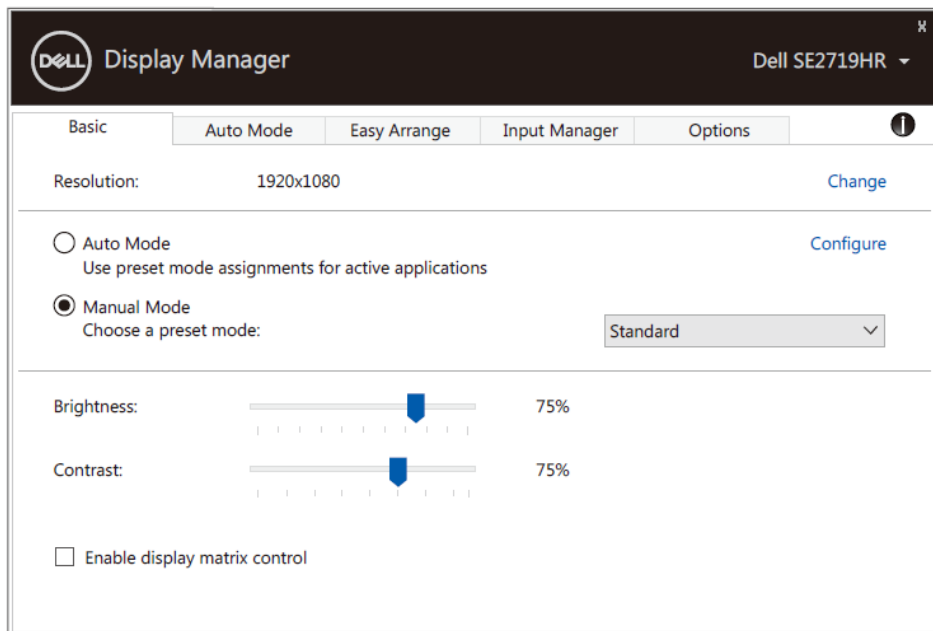 DELL Display Manager
Dell SE2719HR
Basic
Auto Mode
Easy Arrange
Input Manager
Options
Resolution: 1920x1080 Change
Auto Mode Configure
Use preset mode assignments for active applications
Manual Mode
Choose a preset mode: Standard
Brightness: 75%
Contrast: 75%
Enable display matrix control